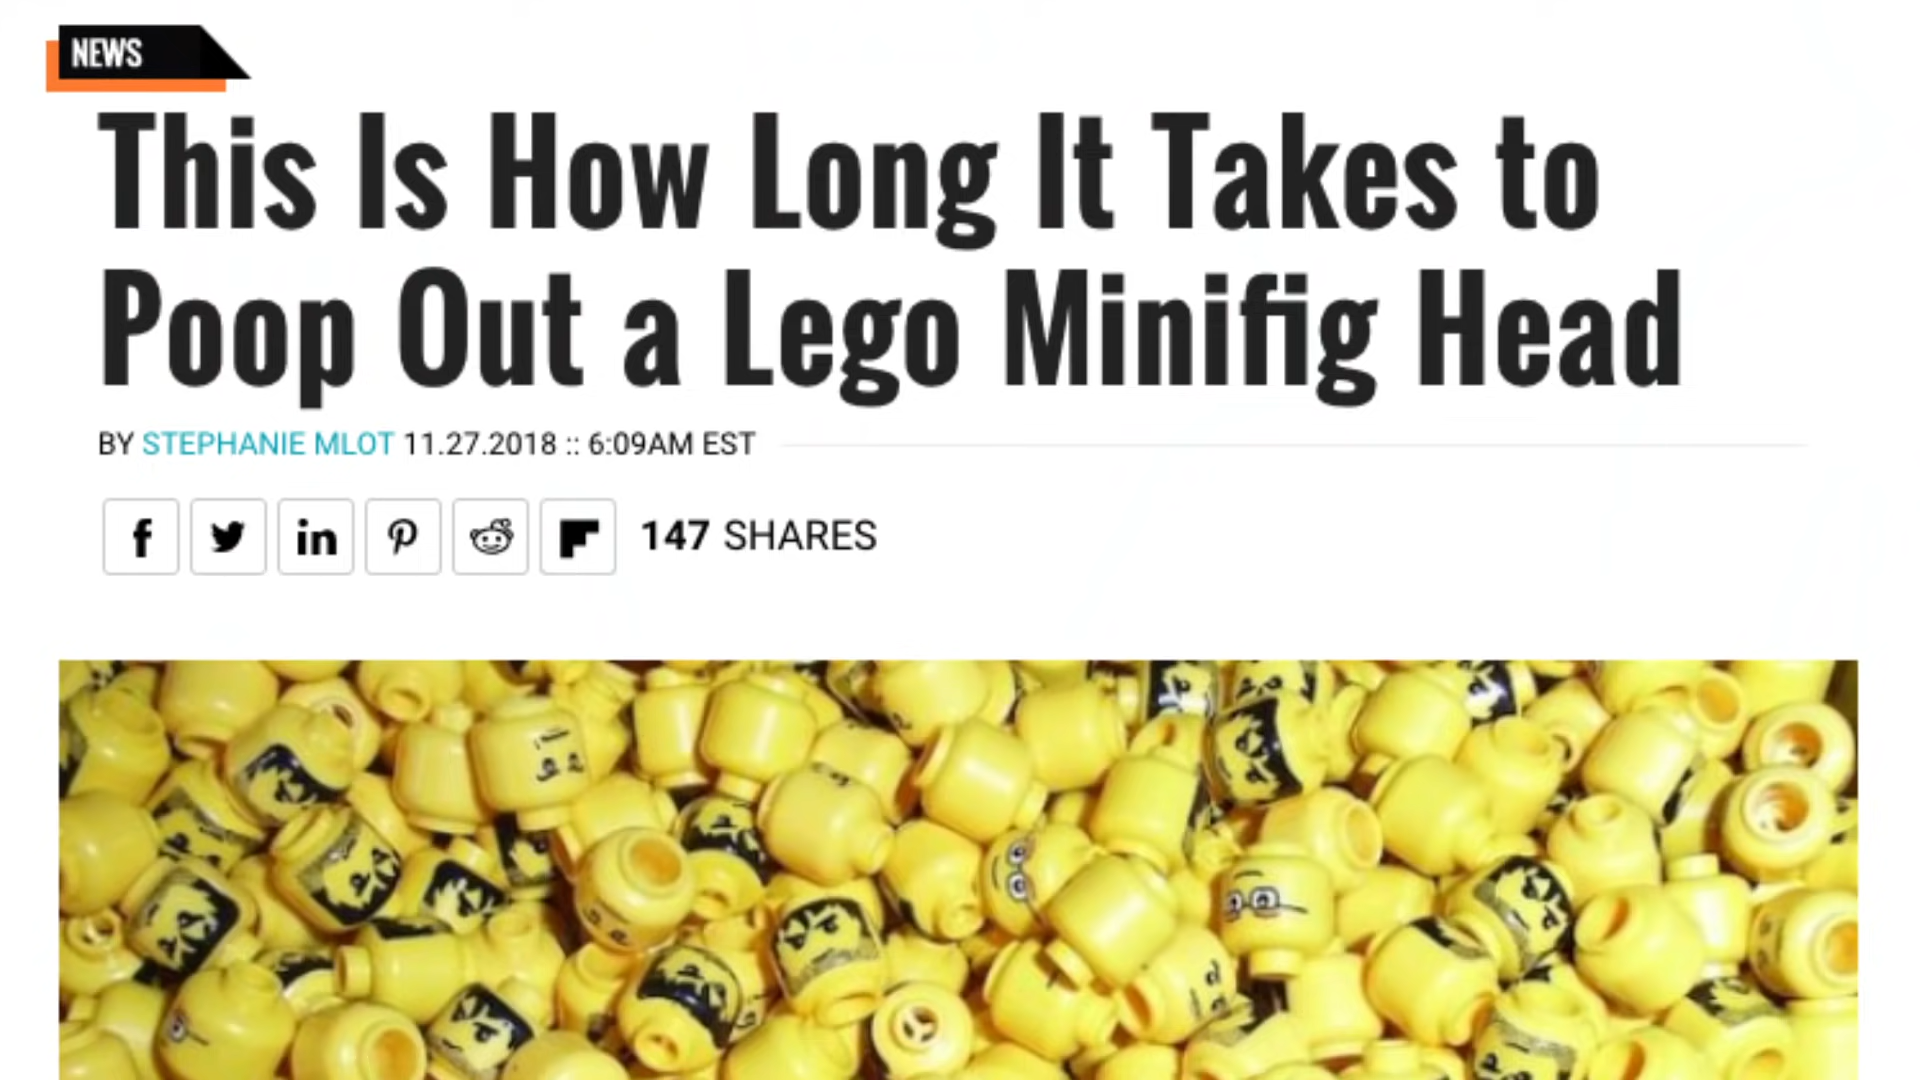 NEWS
This Is How Long It Takes to
Poop Out a Lego Minifig Head
BY STEPHANIE MLOT 11.27.2018 :: 6:09AM EST
f in 147 SHARES